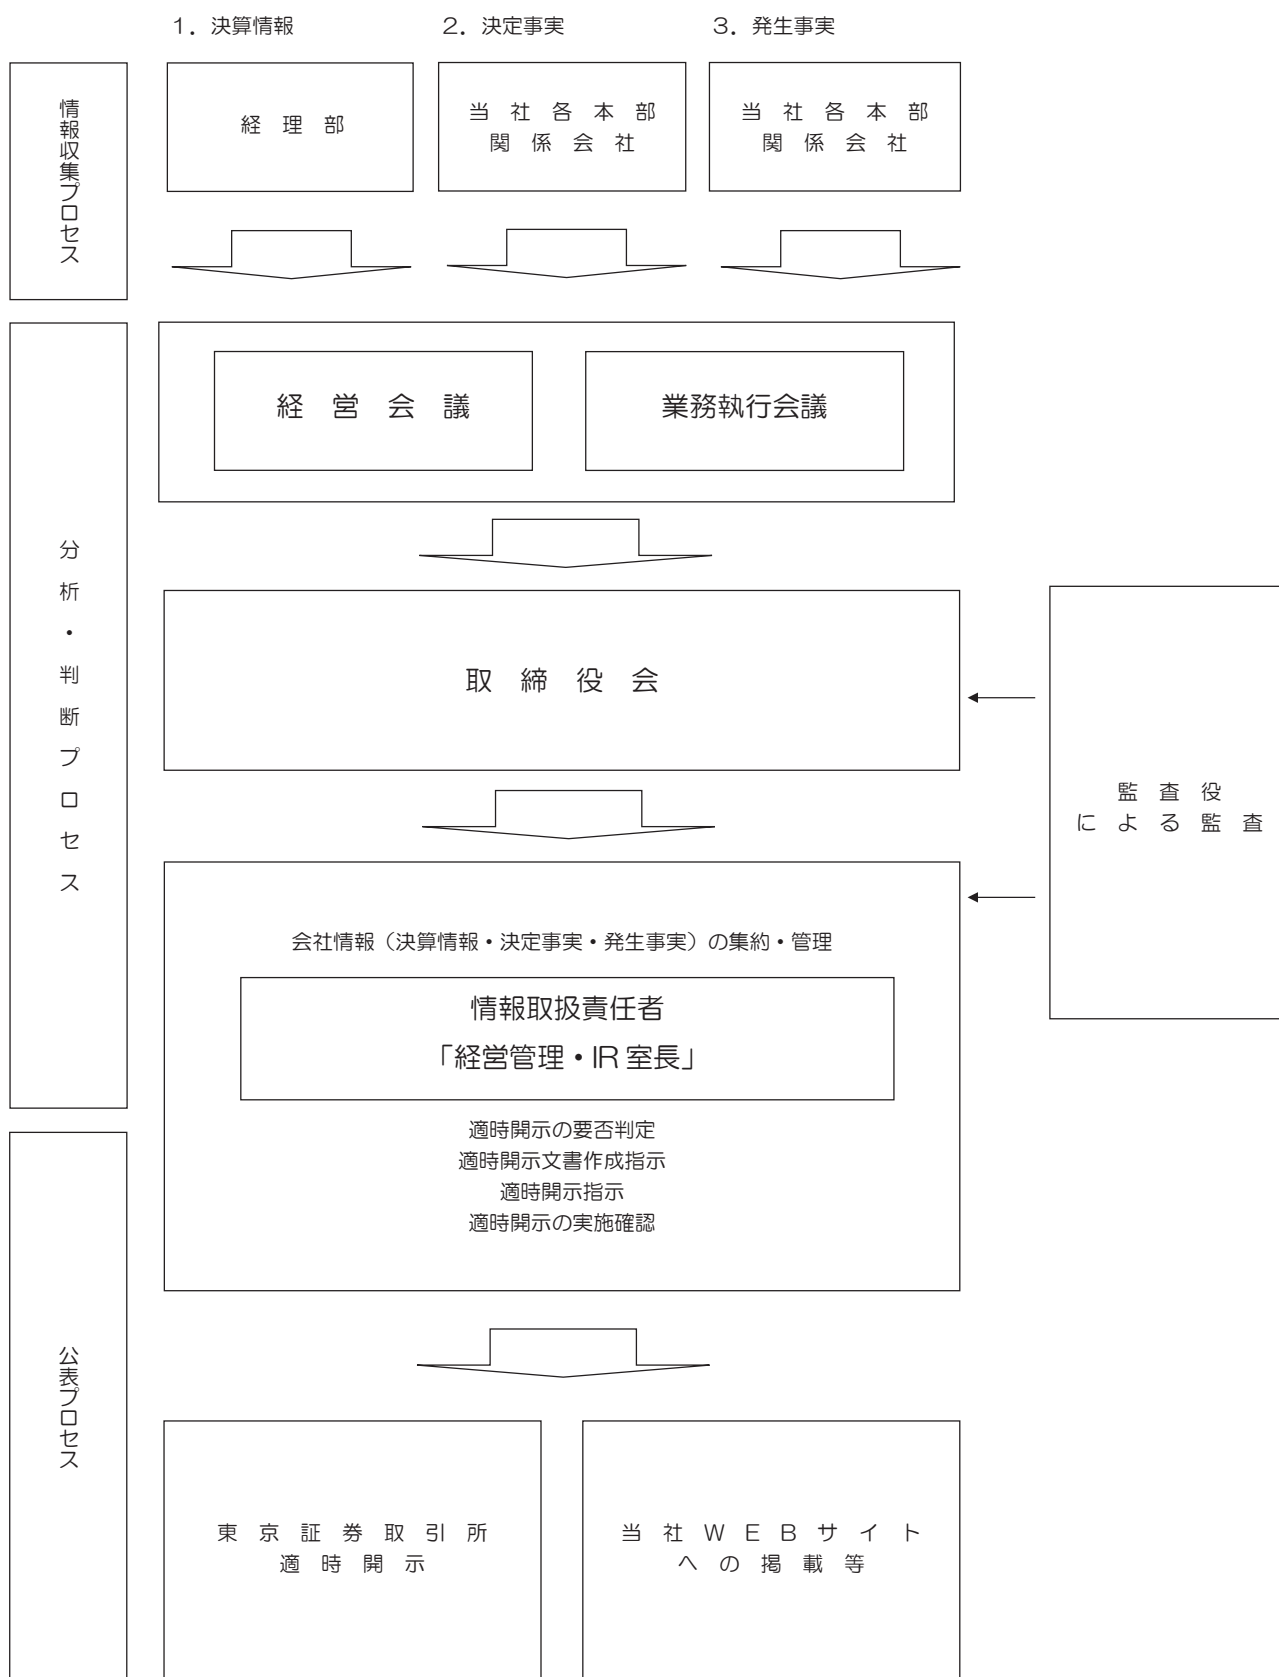 1．決算情報
2．決定事実
3．発生事実
情報収集プロセス
経　理　部
当　社　各　本　部
関　係　会　社
当　社　各　本　部
関　係　会　社
分析・判断プロセス
経　営　会　議
業務執行会議
取　締　役　会
監　査　役
に　よ　る　監　査
会社情報（決算情報・決定事実・発生事実）の集約・管理
情報取扱責任者
「経営管理・IR 室長」
適時開示の要否判定
適時開示文書作成指示
適時開示指示
適時開示の実施確認
公表プロセス
東　京　証　券　取　引　所
適　時　開　示
当　社　W　E　B　サ　イ　ト
へ　の　掲　載　等